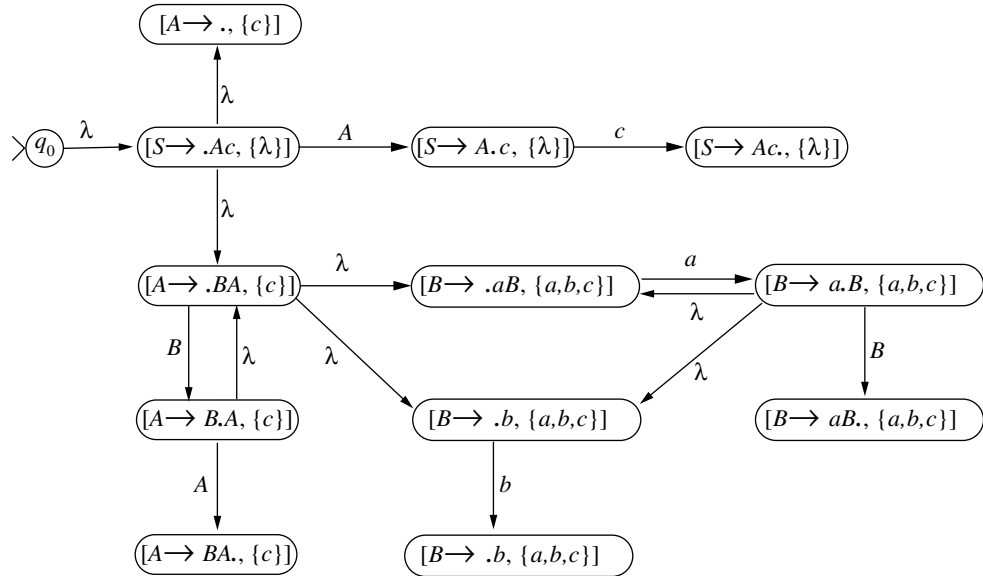 [A→ ., {c}]
λ
λ
q0
[S→ .Ac, {λ}]
A
[S→ A.c, {λ}]
c
[S→ Ac., {λ}]
λ
[A→ .BA, {c}]
λ
[B→ .aB, {a,b,c}]
a
λ
[B→ a.B, {a,b,c}]
B
λ
λ
λ
B
[A→ B.A, {c}]
[B→ .b, {a,b,c}]
[B→ aB., {a,b,c}]
A
b
[A→ BA., {c}]
[B→ .b, {a,b,c}]